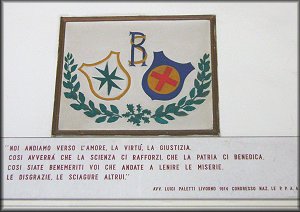 R
"NOI ANDIAMO VERSO L'AMORE, LA VIRTÙ, LA GIUSTIZIA.
COSI AVVERRÀ CHE LA SCIENZA CI RAFFORZI, CHE LA PATRIA CI BENEDICA,
COSI SIATE BENEMERITI VOI CHE ANDATE A LENIRE LE MISERIE,
LE DISGRAZIE, LE SCIAGURE ALTRUI."
AVV. LUIGI PALETTI LIVORNO 1914 CONGRESSO NAZ. LE P.P.A.A.